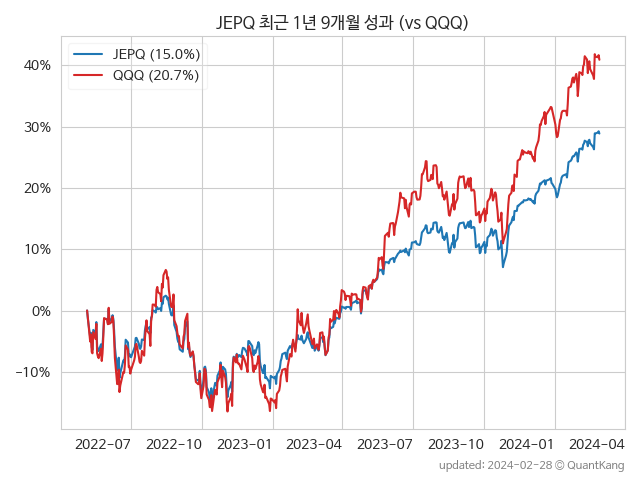 JEPQ 최근 1년 9개월 성과 (vs QQQ)
JEPQ (15.0%)
QQQ (20.7%)
40%
30%
20%
10%
0%
−10%
2022-07 2022-10 2023-01 2023-04 2023-07 2023-10 2024-01 2024-04
updated: 2024-02-28 © QuantKang